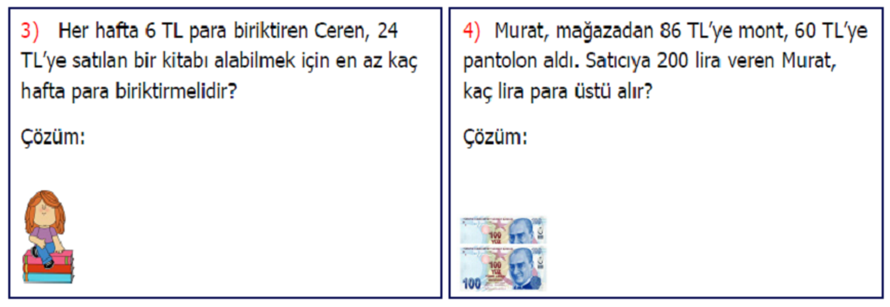 3) Her hafta 6 TL para biriktiren Ceren, 24
TL'ye satılan bir kitabı alabilmek için en az kaç
hafta para biriktirmelidir?
Çözüm:
4) Murat, mağazadan 86 TL'ye mont, 60 TL'ye
pantolon aldı. Satıcıya 200 lira veren Murat,
kaç lira para üstü alır?
Çözüm:
100
100
100